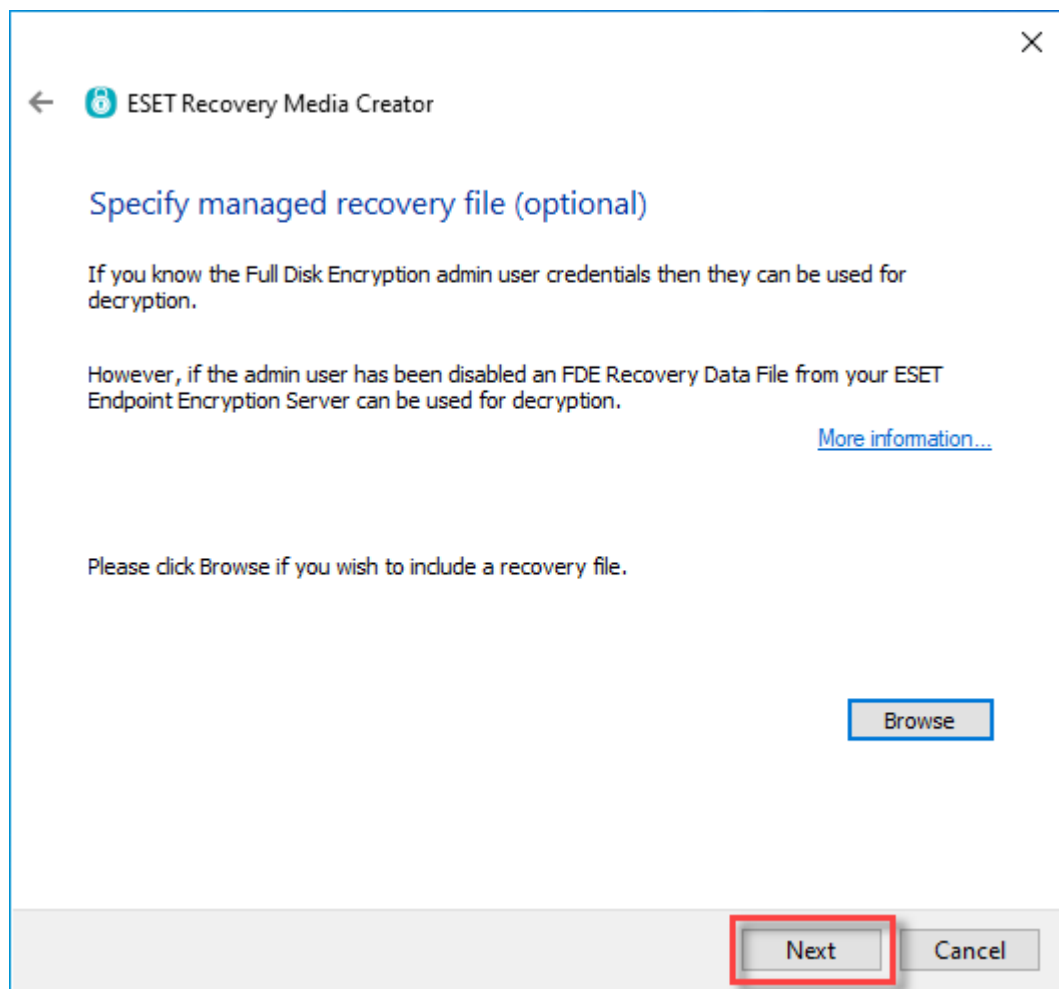 ESET Recovery Media Creator
Specify managed recovery file (optional)
If you know the Full Disk Encryption admin user credentials then they can be used for
decryption.
However, if the admin user has been disabled an FDE Recovery Data File from your ESET
Endpoint Encryption Server can be used for decryption.
More information...
Please click Browse if you wish to include a recovery file.
Browse
Next
Cancel